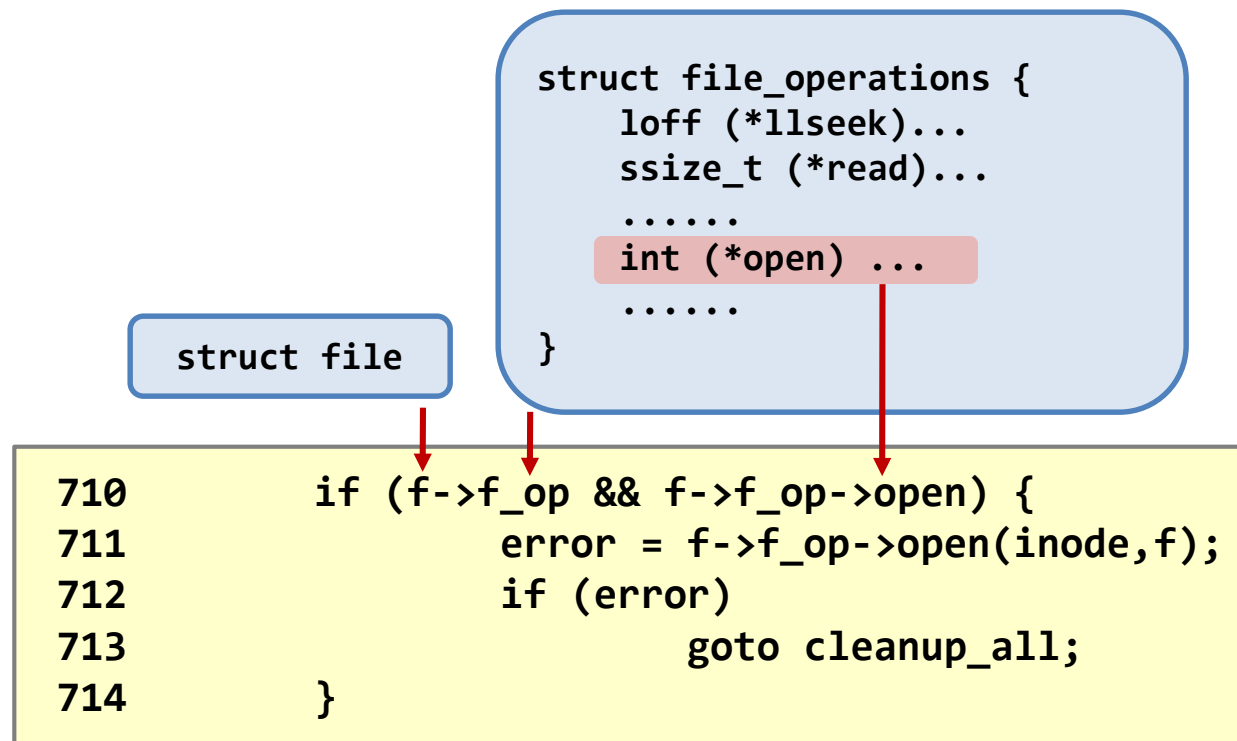 struct file_operations {
    loff (*llseek)...
    ssize_t (*read)...
    ......
    int (*open) ...
    ......
}
struct file
710        if (f->f_op && f->f_op->open) {
711                error = f->f_op->open(inode,f);
712                if (error)
713                        goto cleanup_all;
714        }